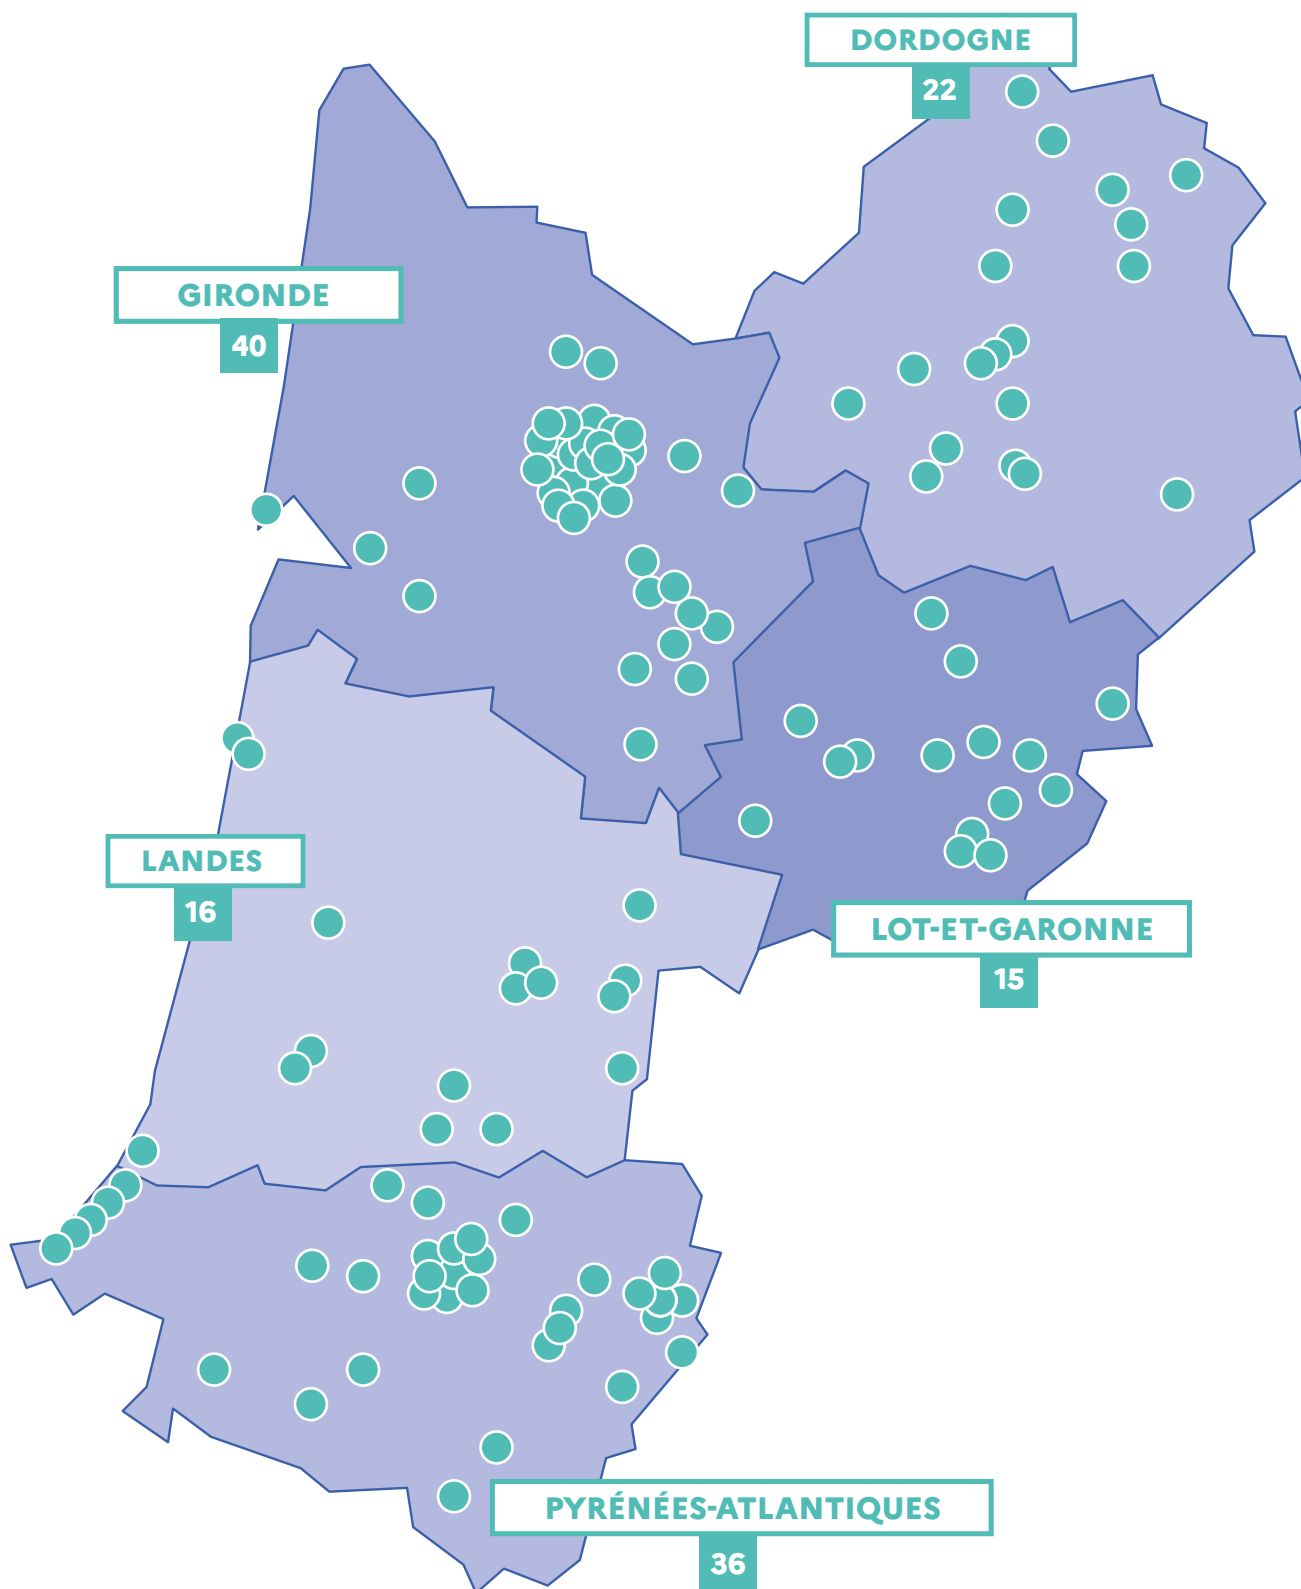 DORDOGNE
22
GIRONDE
40
LANDES
16
LOT-ET-GARONNE
15
PYRÉNÉES-ATLANTIQUES
36